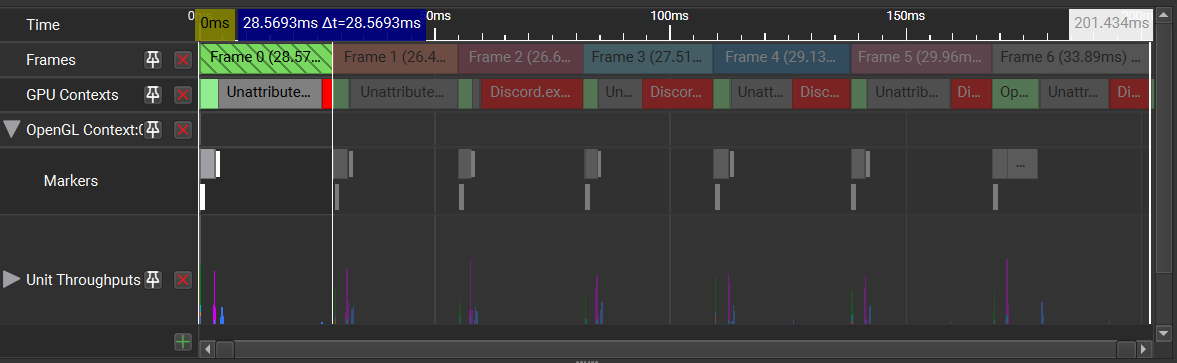 Time 0ms 28.5693ms Δt=28.5693ms 0ms 100ms 150ms 201.434ms
Frames Frame 0 (28.57... Frame 1 (26.4... Frame 2 (26.6... Frame 3 (27.51... Frame 4 (29.13... Frame 5 (29.96m... Frame 6 (33.89ms) ...
GPU Contexts Unattribute... Unattribute... Discord.ex... Un... Discor... Unatt... Disc... Unattrib... Di... Op... Unattr... Di...
OpenGL Context:
Markers ...
Unit Throughputs